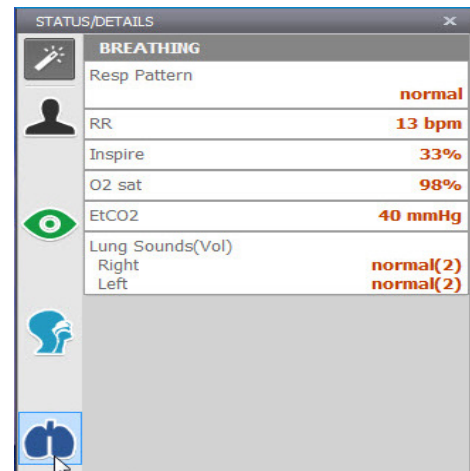 STATUS/DETAILS ×
BREATHING
Resp Pattern
normal
RR 13 bpm
Inspire 33%
O2 sat 98%
EtCO2 40 mmHg
Lung Sounds(Vol)
Right normal(2)
Left normal(2)